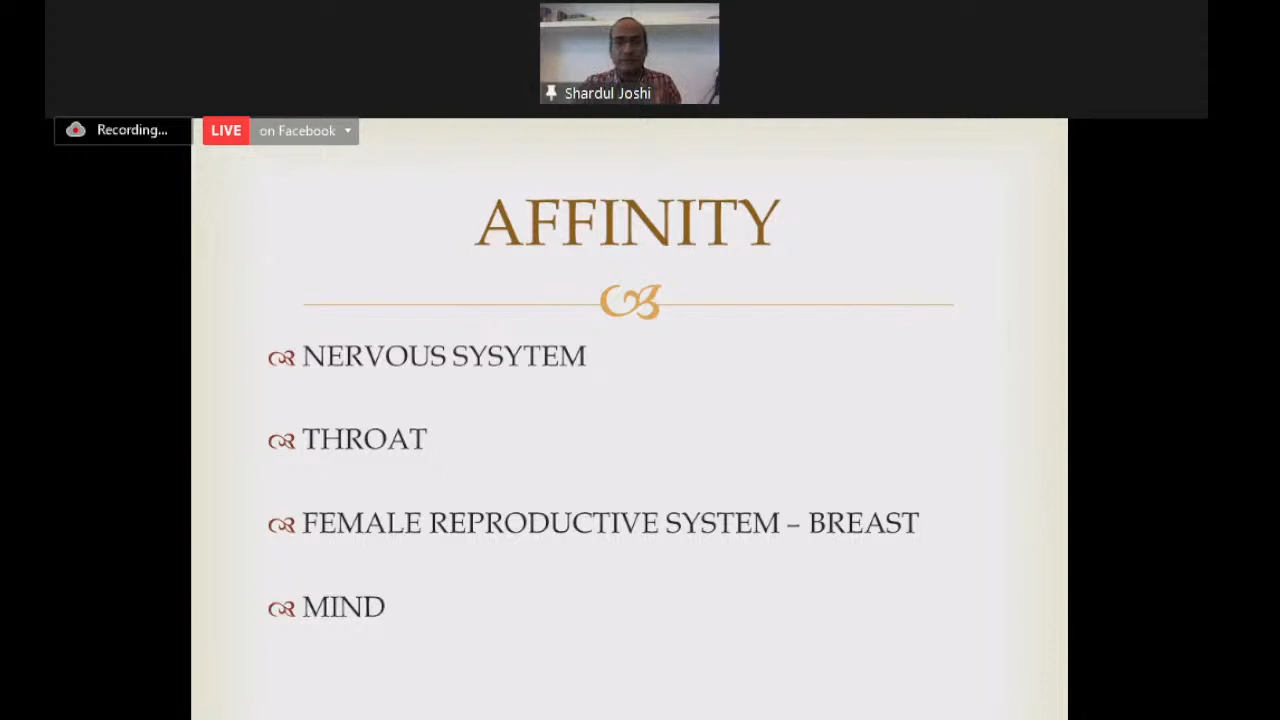 Shardul Joshi
Recording...
LIVE on Facebook
AFFINITY
NERVOUS SYSYTEM
THROAT
FEMALE REPRODUCTIVE SYSTEM – BREAST
MIND